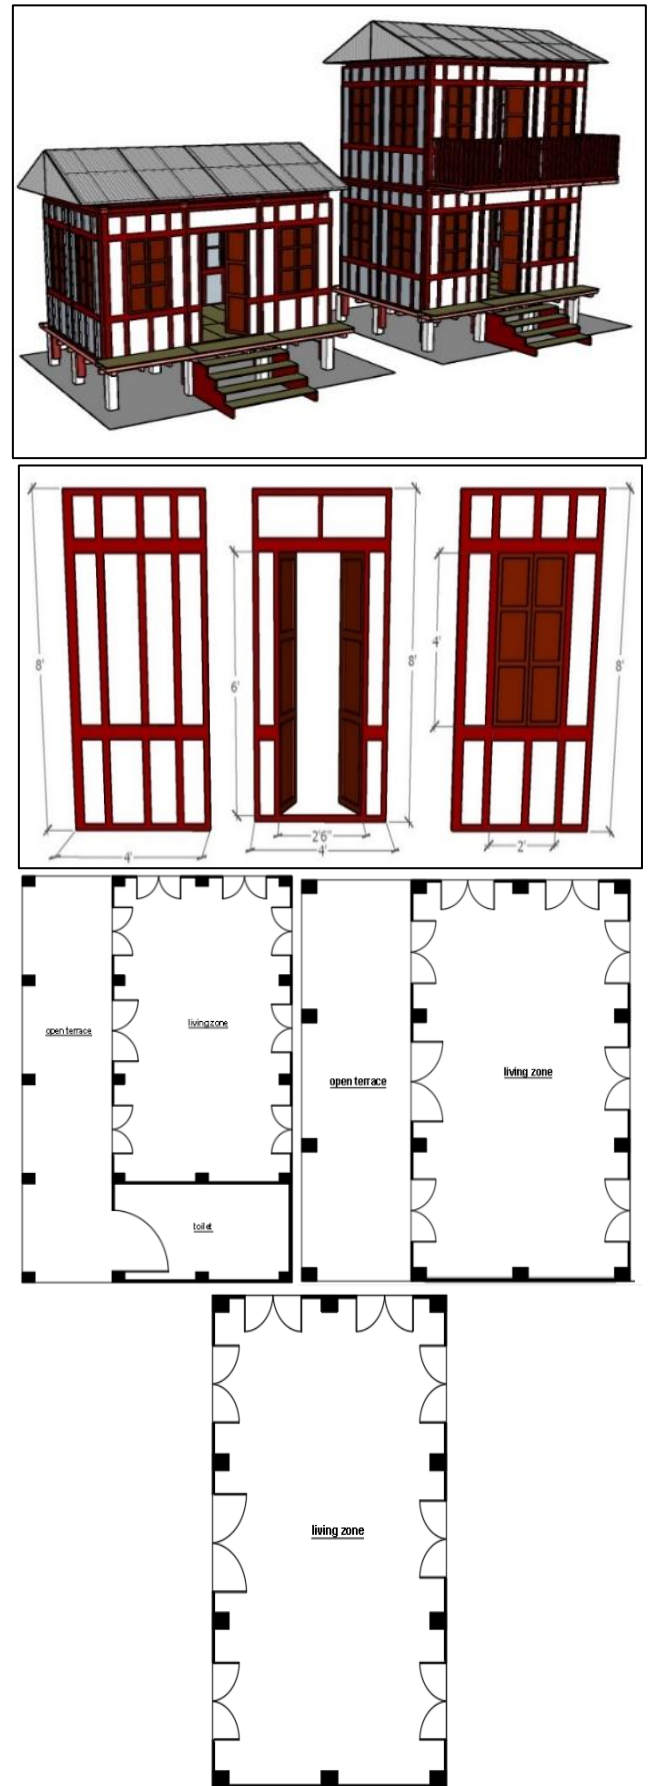 8'
4'
6'
8'
2'6"
4'
4'
8'
2'
open terrace
living zone
toilet
open terrace
living zone
living zone